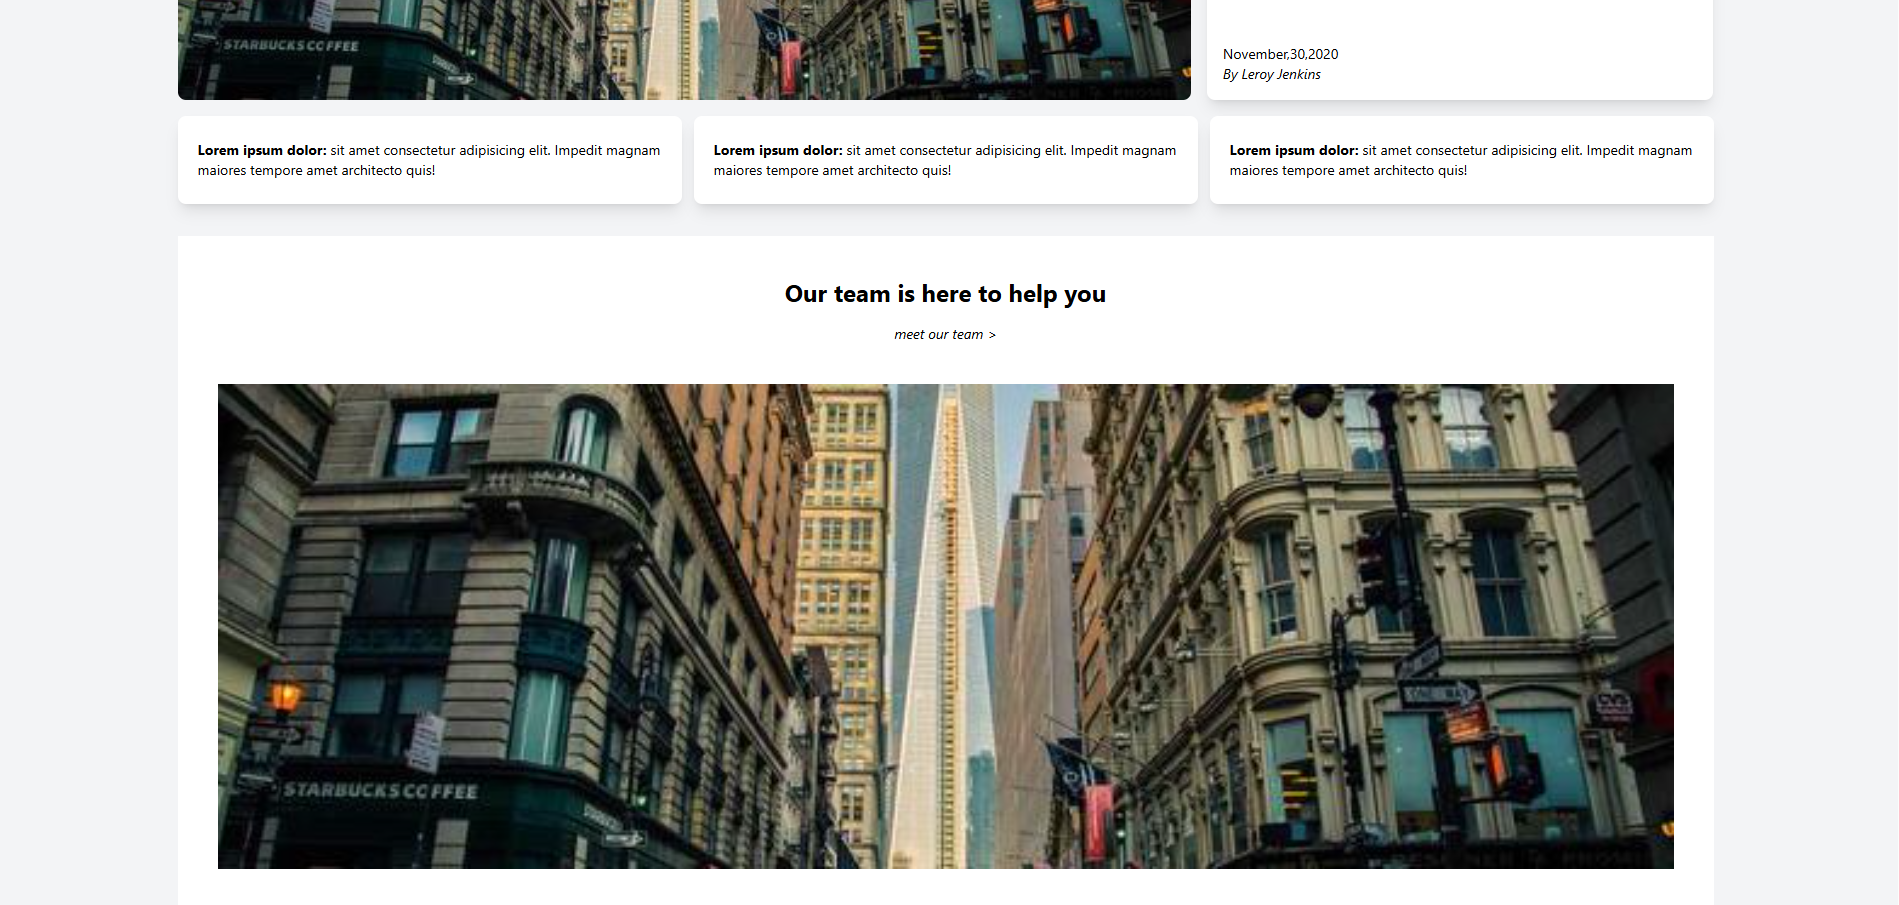 STARBUCKS COFFEE
November,30,2020
By Leroy Jenkins
Lorem ipsum dolor: sit amet consectetur adipisicing elit. Impedit magnam
maiores tempore amet architecto quis!
Lorem ipsum dolor: sit amet consectetur adipisicing elit. Impedit magnam
maiores tempore amet architecto quis!
Lorem ipsum dolor: sit amet consectetur adipisicing elit. Impedit magnam
maiores tempore amet architecto quis!
Our team is here to help you
meet our team >
ONE WAY
STARBUCKS COFFEE